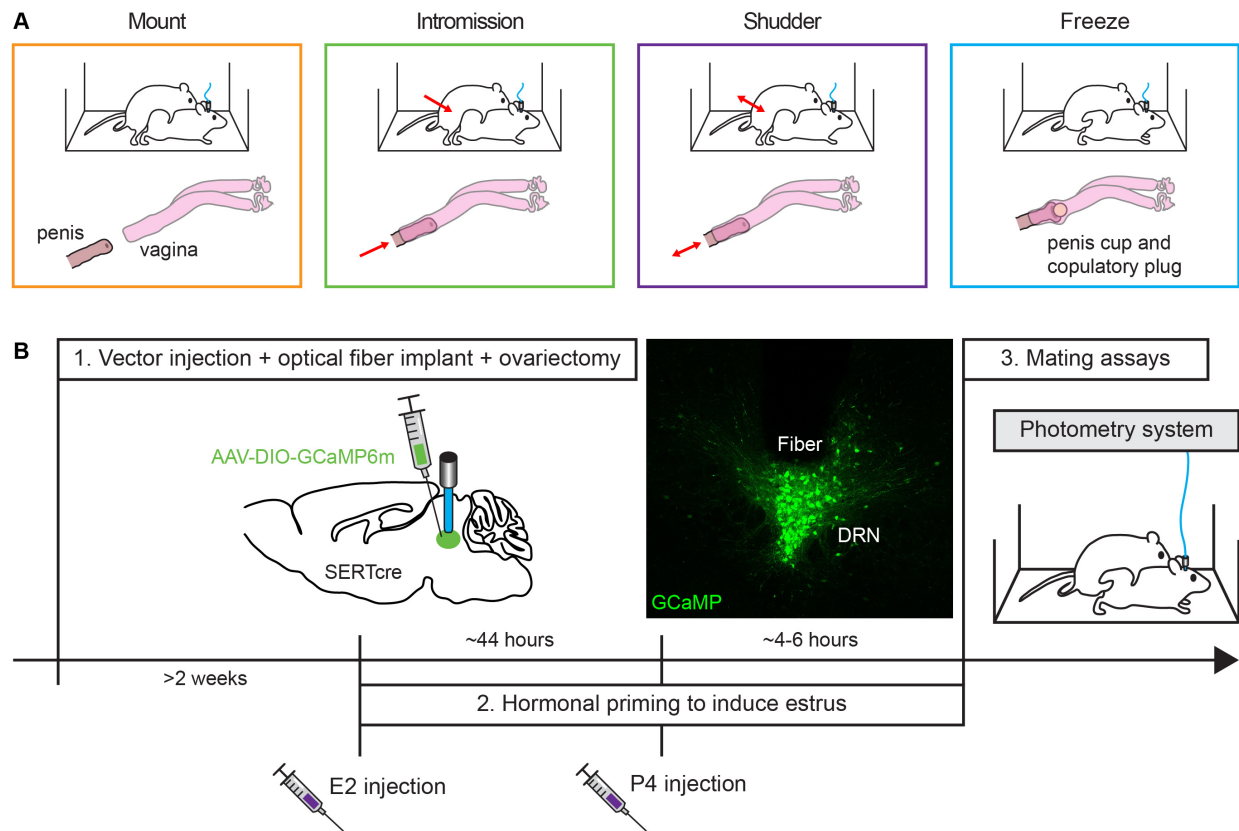 A
Mount
Intromission
Shudder
Freeze
penis
vagina
penis cup and
copulatory plug
B
1. Vector injection + optical fiber implant + ovariectomy
3. Mating assays
AAV-DIO-GCaMP6m
SERTcre
Fiber
DRN
GCaMP
Photometry system
~44 hours
~4-6 hours
>2 weeks
2. Hormonal priming to induce estrus
E2 injection
P4 injection